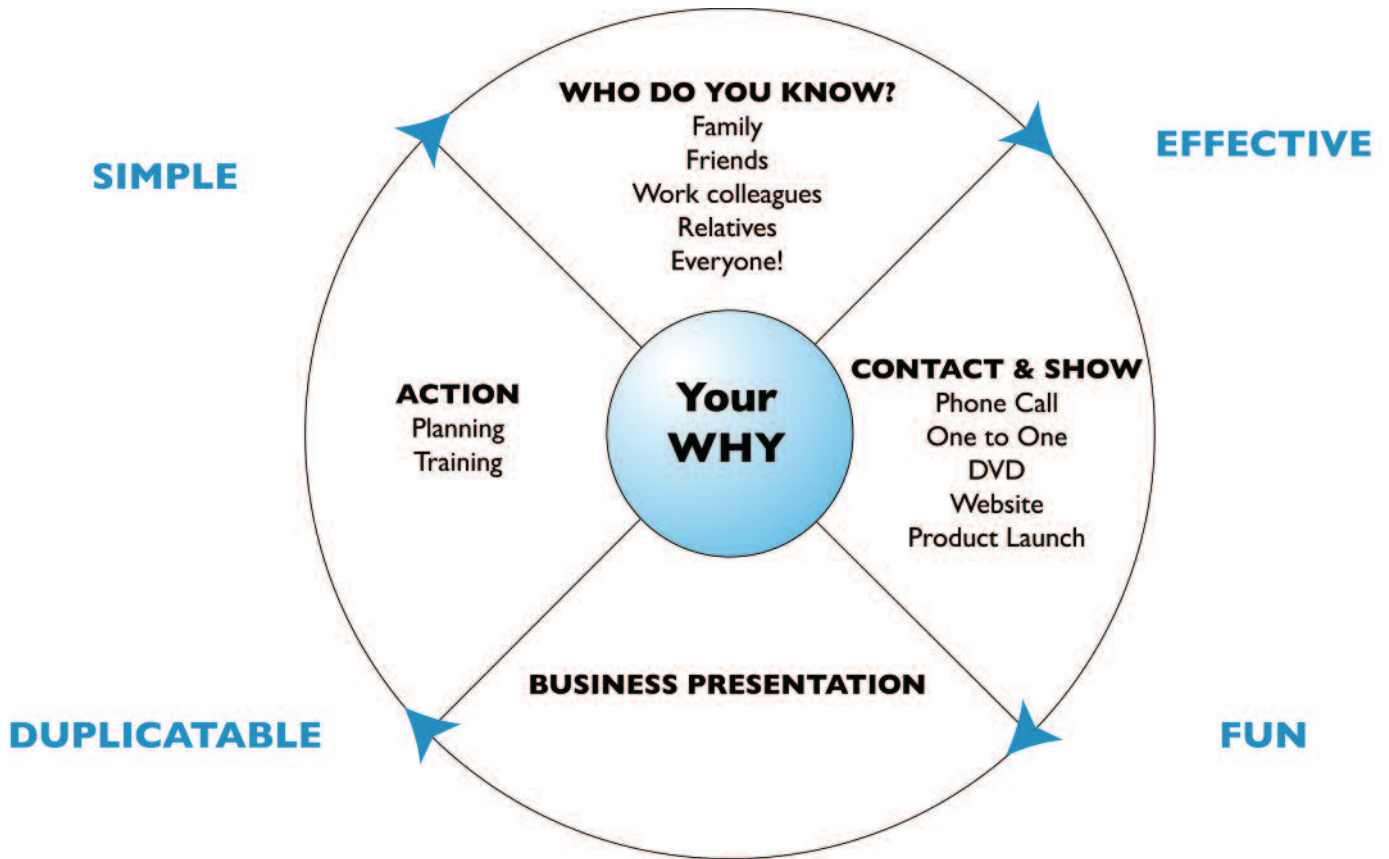 WHO DO YOU KNOW?
Family
Friends
Work colleagues
Relatives
Everyone!
SIMPLE
EFFECTIVE
CONTACT & SHOW
Phone Call
One to One
DVD
Website
Product Launch
ACTION
Planning
Training
Your
WHY
BUSINESS PRESENTATION
DUPLICATABLE
FUN